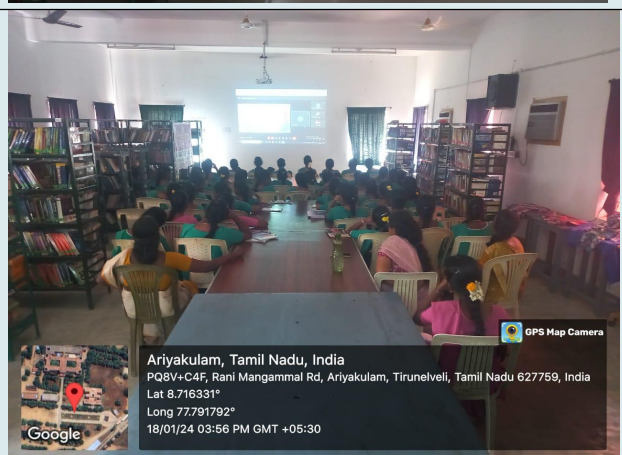 GPS Map Camera
Ariyakulam, Tamil Nadu, India
PQ8V+C4F, Rani Mangammal Rd, Ariyakulam, Tirunelveli, Tamil Nadu 627759, India
Lat 8.716331°
Long 77.791792°
18/01/24 03:56 PM GMT +05:30
Google